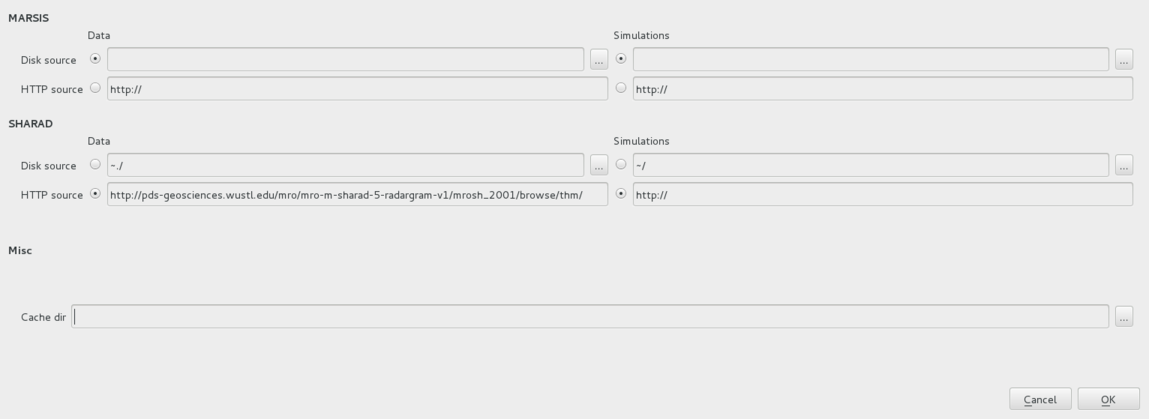 MARSIS
Data Simulations
Disk source ... ...
HTTP source http:// http://
SHARAD
Data Simulations
Disk source ~./ ... ~/ ...
HTTP source http://pds-geosciences.wustl.edu/mro/mro-m-sharad-5-radargram-v1/mrosh_2001/browse/thm/ http://
Misc
Cache dir ...
Cancel OK